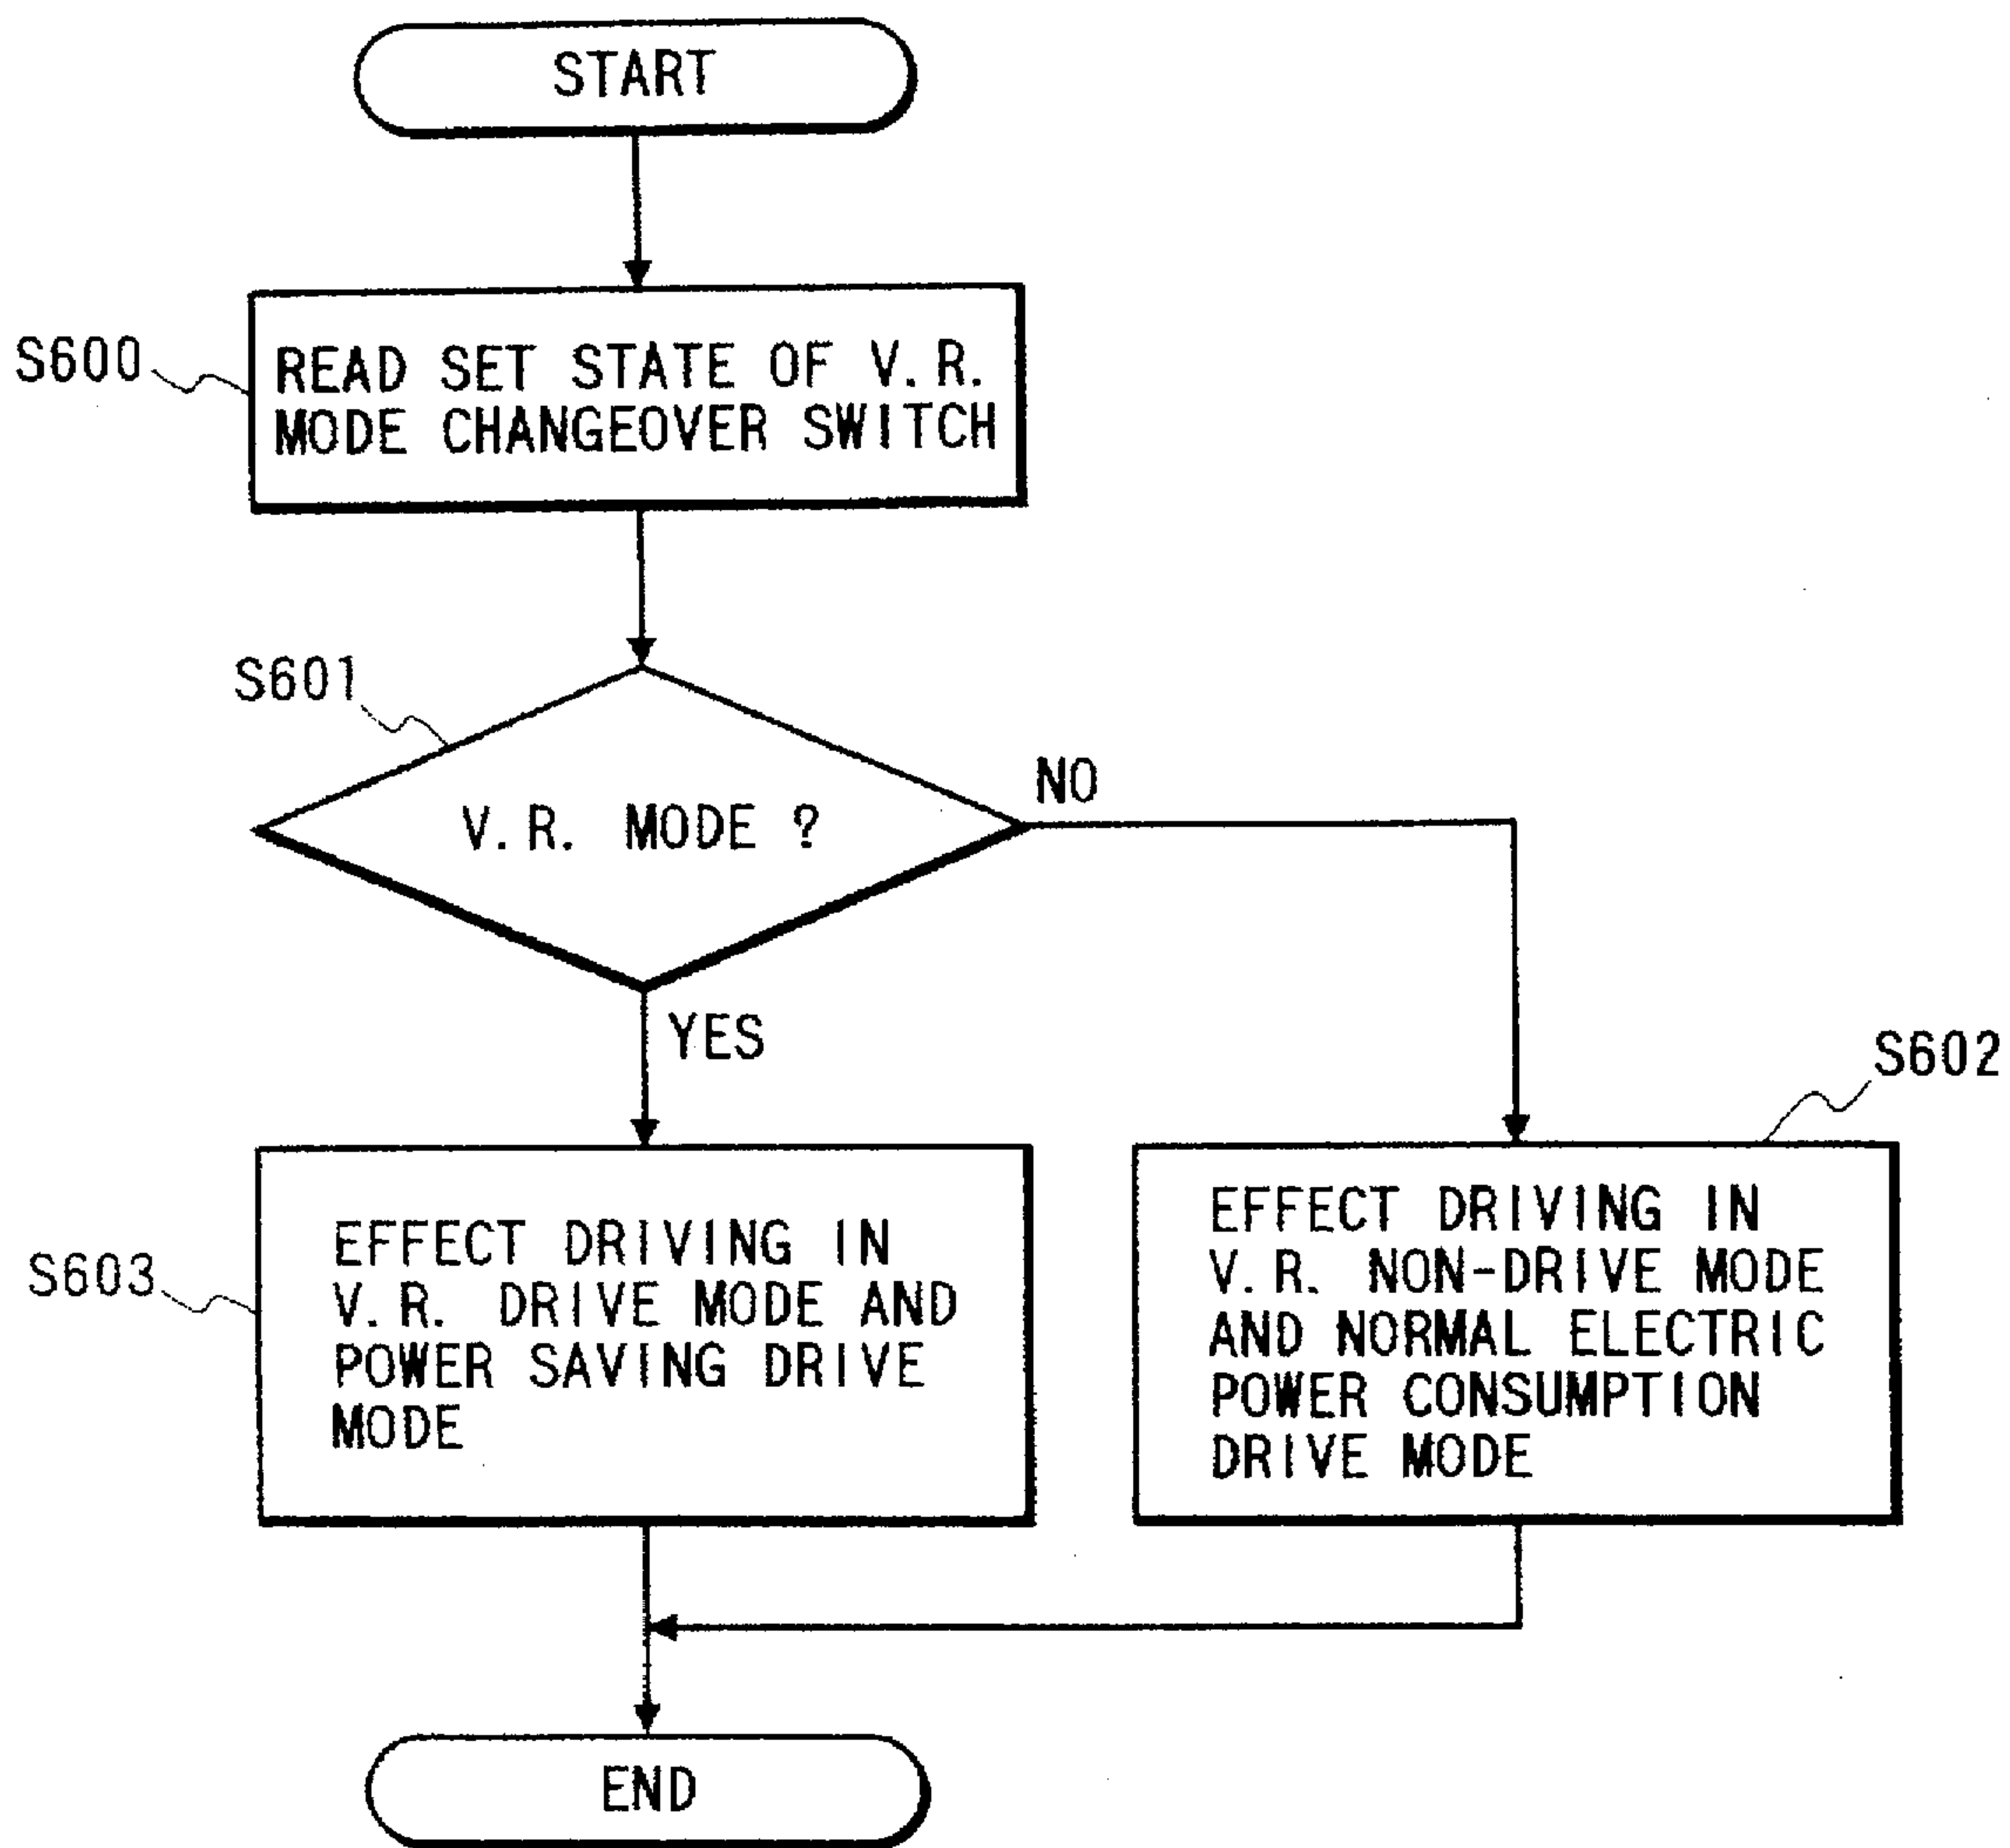 START
S600
READ SET STATE OF V.R.
MODE CHANGEOVER SWITCH
S601
V.R. MODE ?
NO
YES
S602
S603
EFFECT DRIVING IN
V.R. DRIVE MODE AND
POWER SAVING DRIVE
MODE
EFFECT DRIVING IN
V.R. NON-DRIVE MODE
AND NORMAL ELECTRIC
POWER CONSUMPTION
DRIVE MODE
END